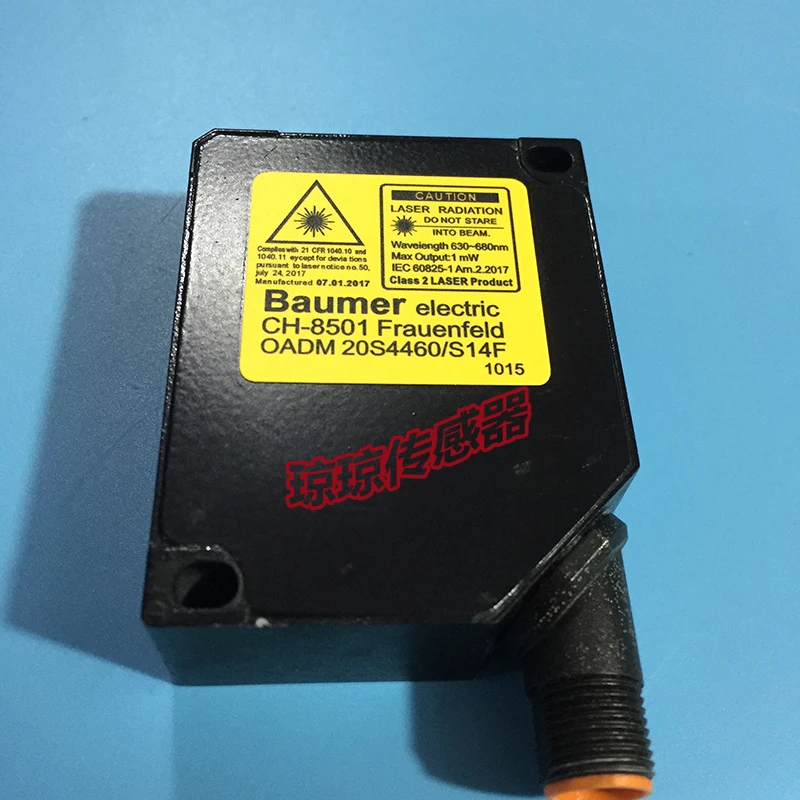 Complies with 21 CFR 1040.10 and
1040.11 except for deviations
pursuant to laser notice no.50,
july 24, 2017
Manufactured 07.01.2017
CAUTION
LASER RADIATION
DO NOT STARE
INTO BEAM.
Waveiength 630~680nm
Max Output:1 mW
IEC 60825-1 Am.2.2017
Class 2 LASER Product
Baumer electric
CH-8501 Frauenfeld
OADM 20S4460/S14F
1015
琼琼传感器